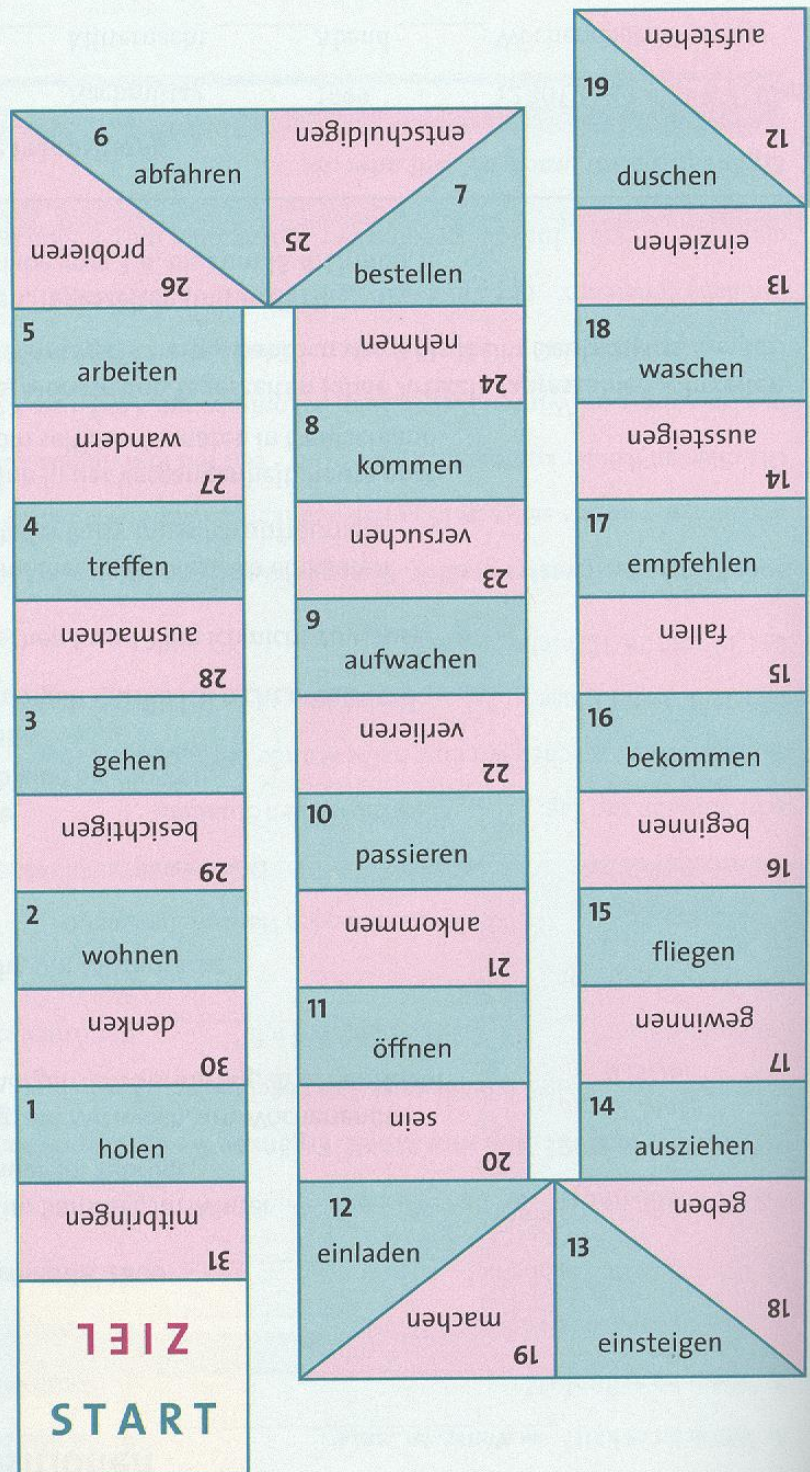 START
1
holen
2
wohnen
3
gehen
4
treffen
5
arbeiten
6
abfahren
7
bestellen
8
kommen
9
aufwachen
10
passieren
11
öffnen
12
einladen
13
einsteigen
14
ausziehen
15
fliegen
16
bekommen
17
empfehlen
18
waschen
19
duschen
12
aufstehen
13
einziehen
14
aussteigen
15
fallen
16
beginnen
17
gewinnen
18
geben
19
machen
20
sein
21
ankommen
22
verlieren
23
versuchen
24
nehmen
25
entschuldigen
26
probieren
27
wandern
28
ausmachen
29
besichtigen
30
denken
31
mitbringen
ZIEL